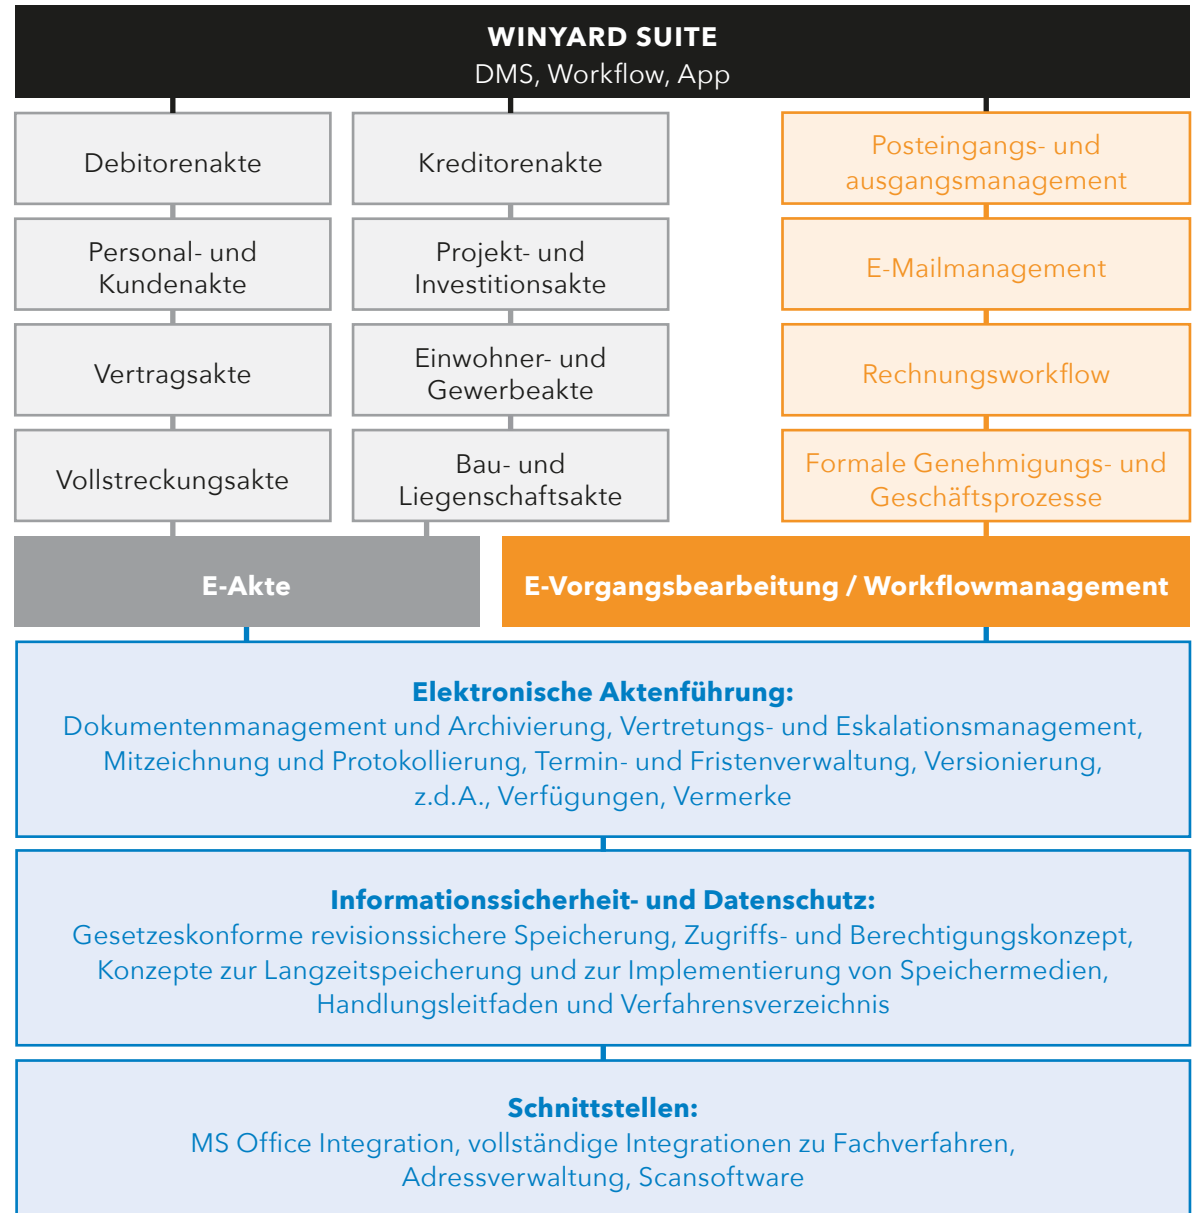 WINYARD SUITE
DMS, Workflow, App
Debitorenakte
Kreditorenakte
Posteingangs- und
ausgangsmanagement
Personal- und
Kundenakte
Projekt- und
Investitionsakte
E-Mailmanagement
Vertragsakte
Einwohner- und
Gewerbeakte
Rechnungsworkflow
Vollstreckungsakte
Bau- und
Liegenschaftsakte
Formale Genehmigungs- und
Geschäftsprozesse
E-Akte
E-Vorgangsbearbeitung / Workflowmanagement
Elektronische Aktenführung:
Dokumentenmanagement und Archivierung, Vertretungs- und Eskalationsmanagement,
Mitzeichnung und Protokollierung, Termin- und Fristenverwaltung, Versionierung,
z.d.A., Verfügungen, Vermerke
Informationssicherheit- und Datenschutz:
Gesetzeskonforme revisionssichere Speicherung, Zugriffs- und Berechtigungskonzept,
Konzepte zur Langzeitspeicherung und zur Implementierung von Speichermedien,
Handlungsleitfaden und Verfahrensverzeichnis
Schnittstellen:
MS Office Integration, vollständige Integrationen zu Fachverfahren,
Adressverwaltung, Scansoftware